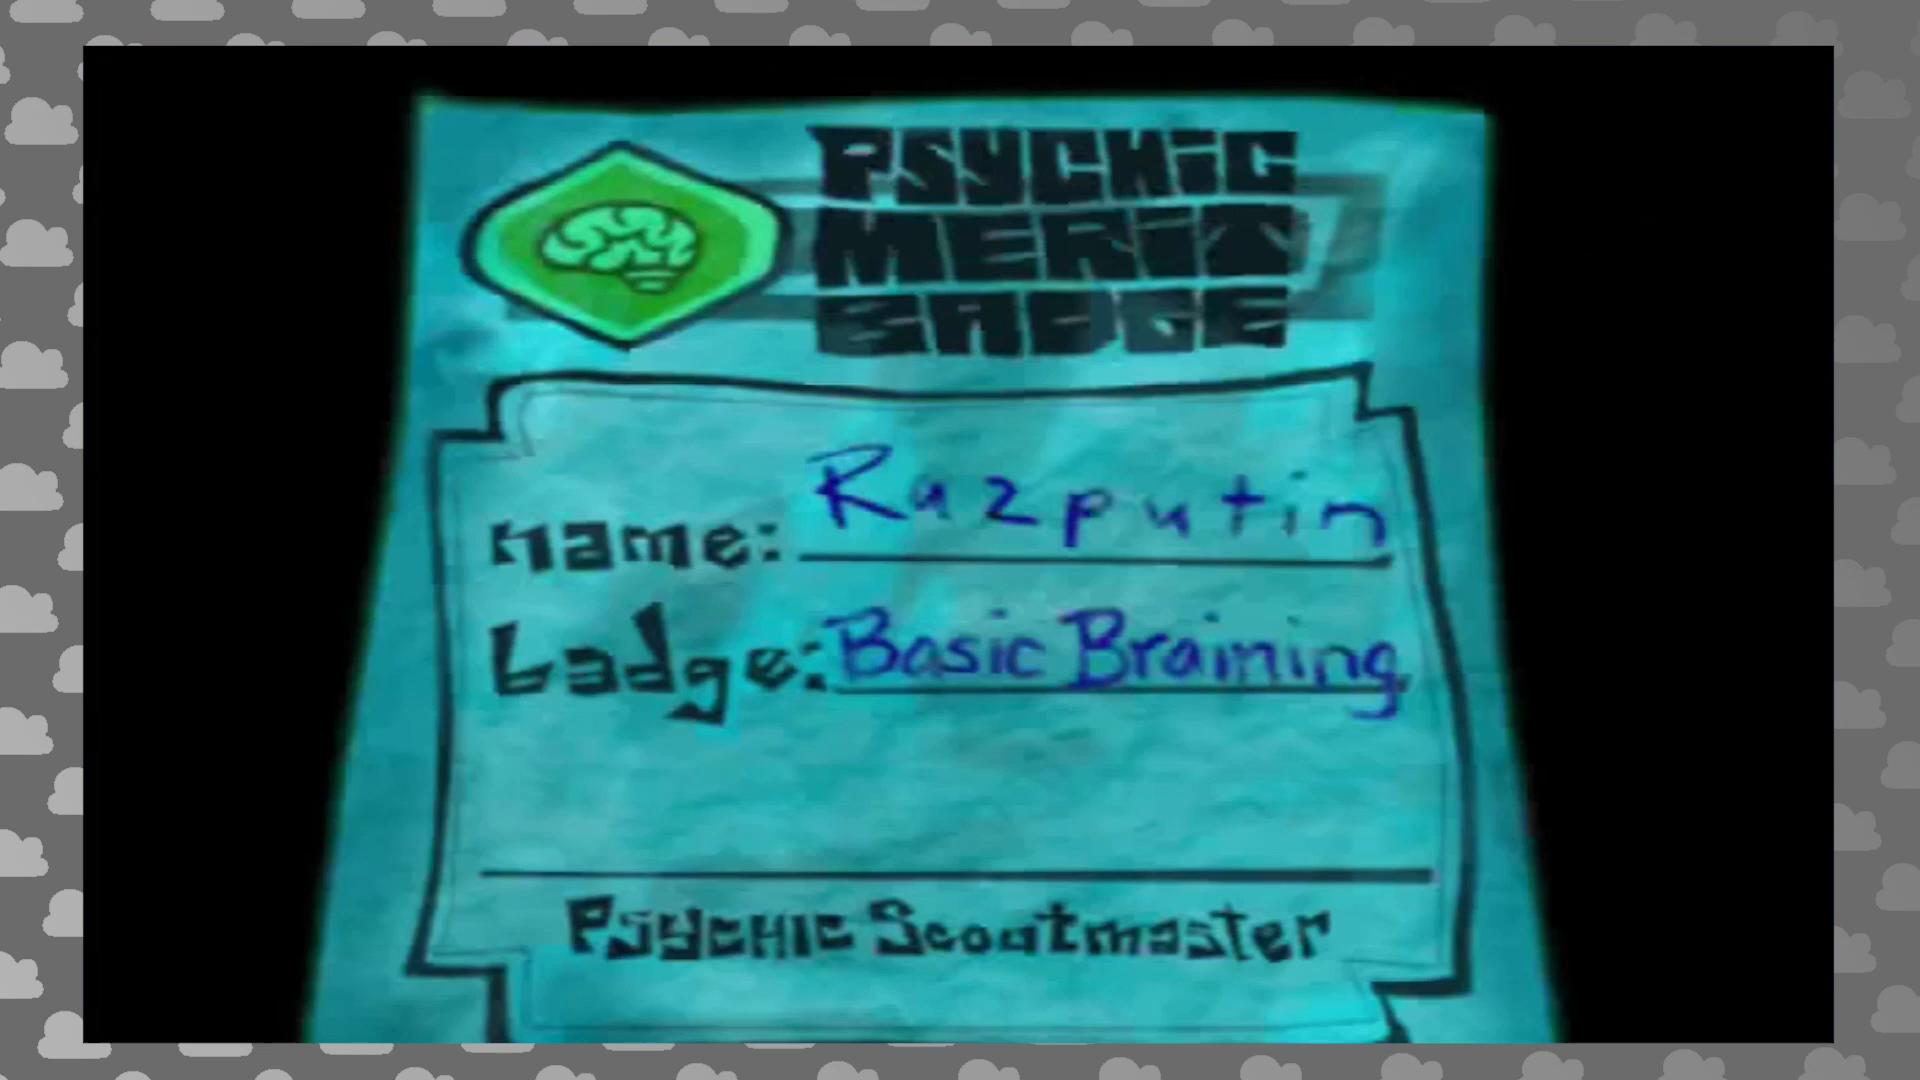 PSYCHiC
MERiT
BADGE
name: Razputin
badge: Basic Braining
PSYCHIC Scoutmaster